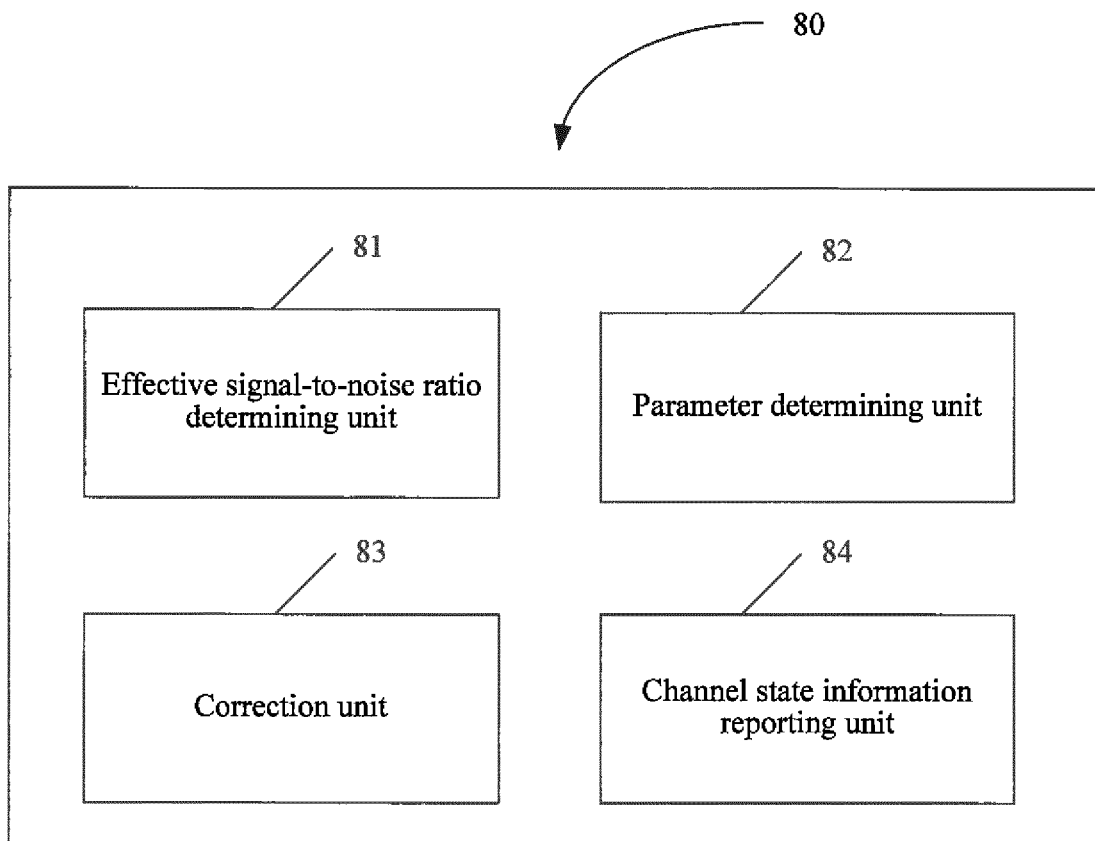 80
81
82
Effective signal-to-noise ratio
determining unit
Parameter determining unit
83
84
Correction unit
Channel state information
reporting unit